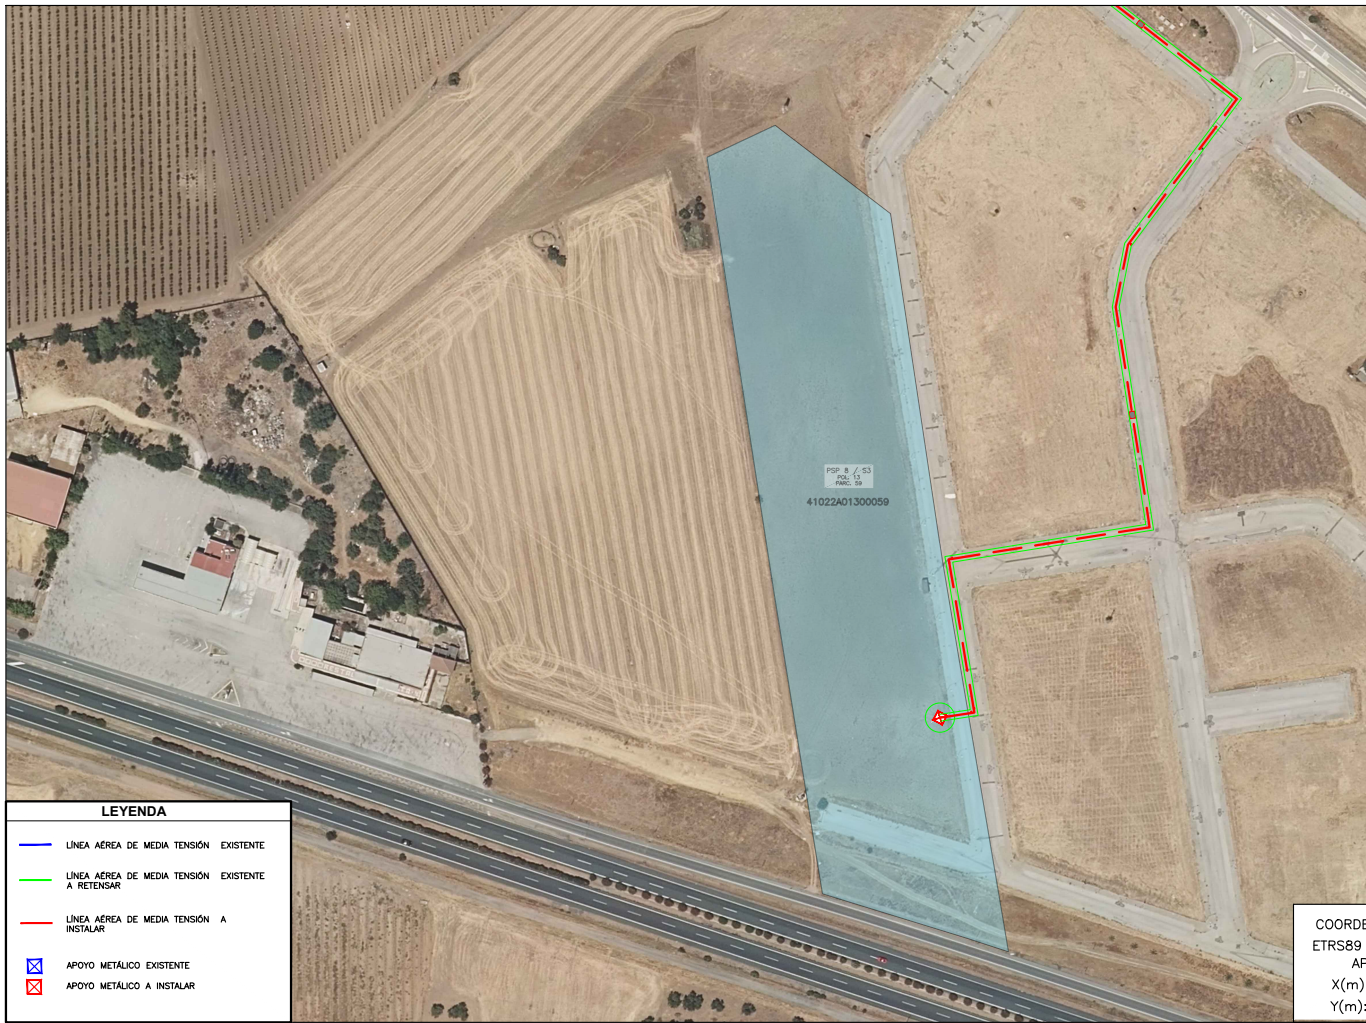 PSP 8 / S3
POL. 13
PARC. 59
41022A01300059
LEYENDA
LÍNEA AÉREA DE MEDIA TENSIÓN EXISTENTE
LÍNEA AÉREA DE MEDIA TENSIÓN EXISTENTE
A RETENSAR
LÍNEA AÉREA DE MEDIA TENSIÓN A
INSTALAR
APOYO METÁLICO EXISTENTE
APOYO METÁLICO A INSTALAR
COORDE
ETRS89
AP
X(m)
Y(m):